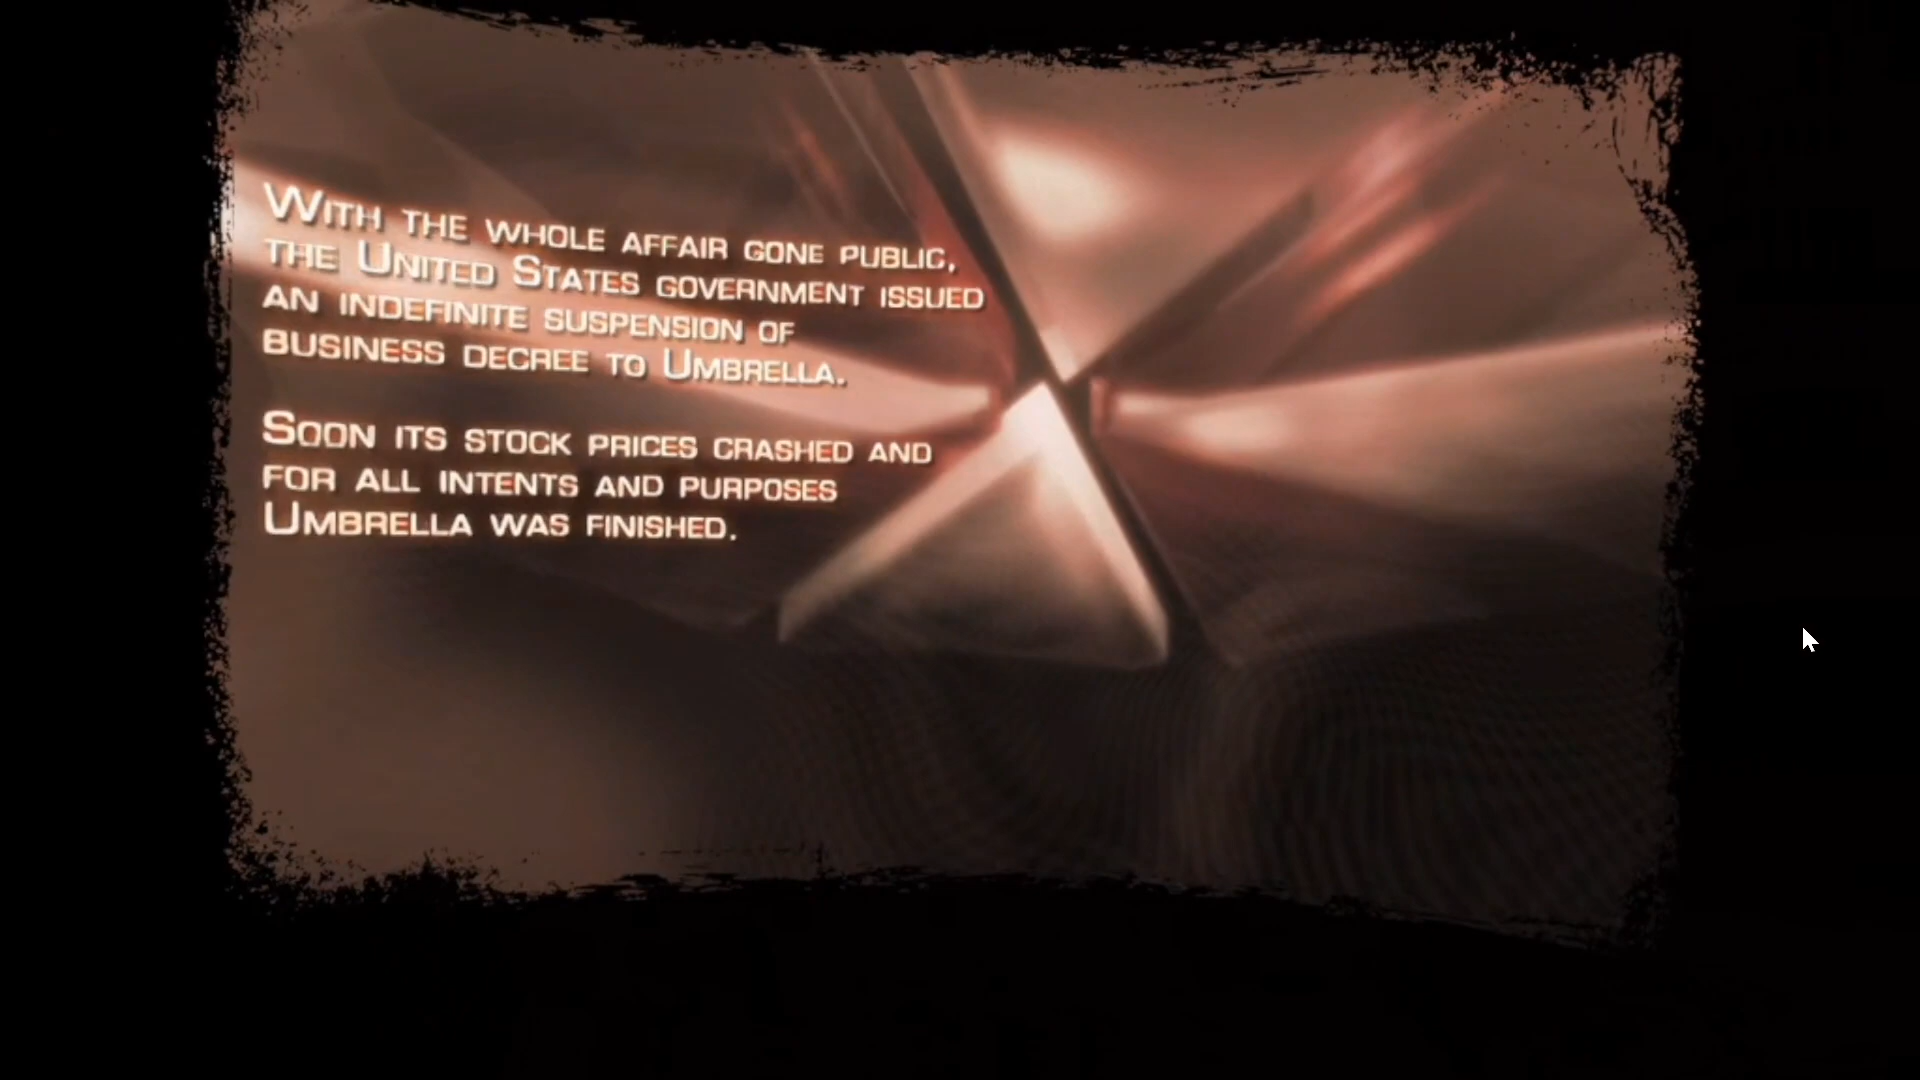 With the whole affair gone public,
the United States government issued
an indefinite suspension of
business decree to Umbrella.
Soon its stock prices crashed and
for all intents and purposes
Umbrella was finished.